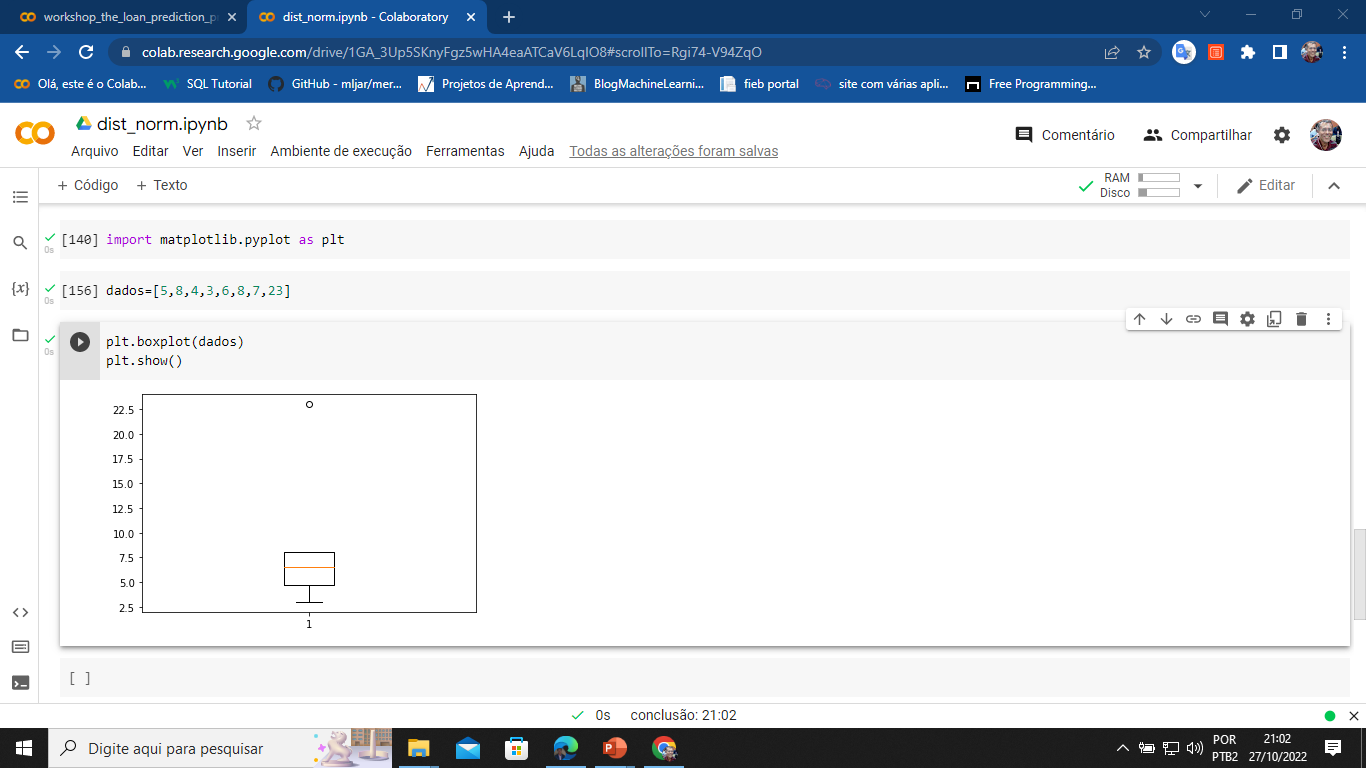 workshop_the_loan_prediction_p
dist_norm.ipynb - Colaboratory
colab.research.google.com/drive/1GA_3Up5SKnyFgz5wHA4eaATCaV6LqIO8#scrollTo=Rgi74-V94ZqO
Olá, este é o Colab... SQL Tutorial GitHub - mljar/mer... Projetos de Aprend... BlogMachineLearni... fieb portal site com várias apli... Free Programming...
dist_norm.ipynb
Comentário Compartilhar
Arquivo Editar Ver Inserir Ambiente de execução Ferramentas Ajuda Todas as alterações foram salvas
+ Código + Texto
RAM
Disco
Editar
[140] import matplotlib.pyplot as plt
0s
{x}
[156] dados=[5,8,4,3,6,8,7,23]
0s
plt.boxplot(dados)
0s
plt.show()
22.5
20.0
17.5
15.0
12.5
10.0
7.5
5.0
2.5
1
[ ]
0s conclusão: 21:02
Digite aqui para pesquisar
POR
PTB2
21:02
27/10/2022